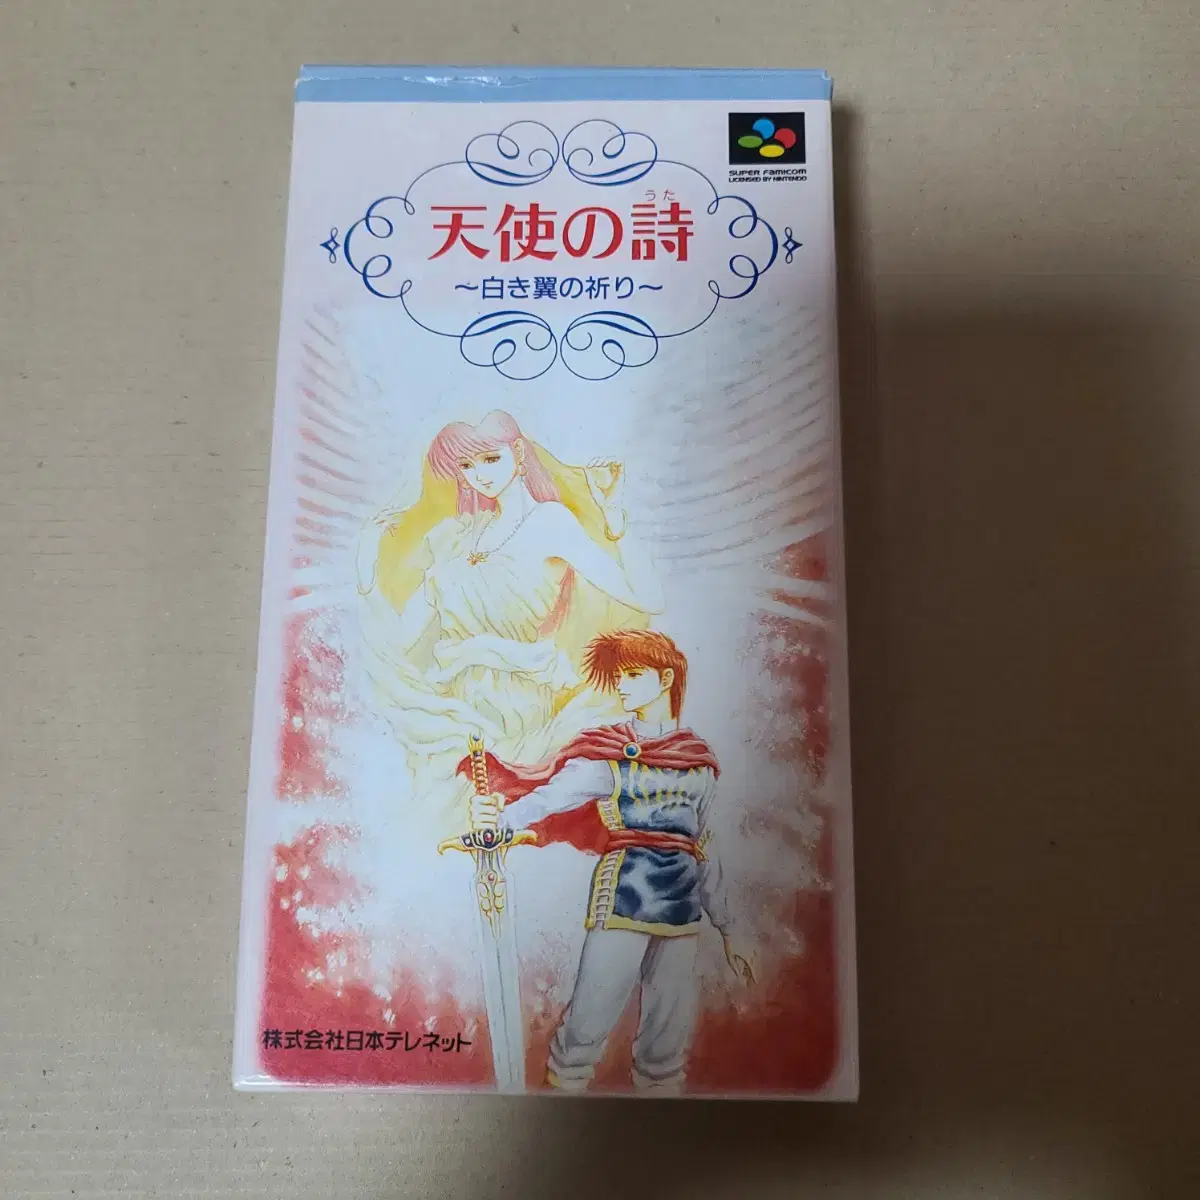 SUPER FAMICOM
LICENSED BY NINTENDO
うた
天使の詩
～白き翼の祈り～
株式会社日本テレネット